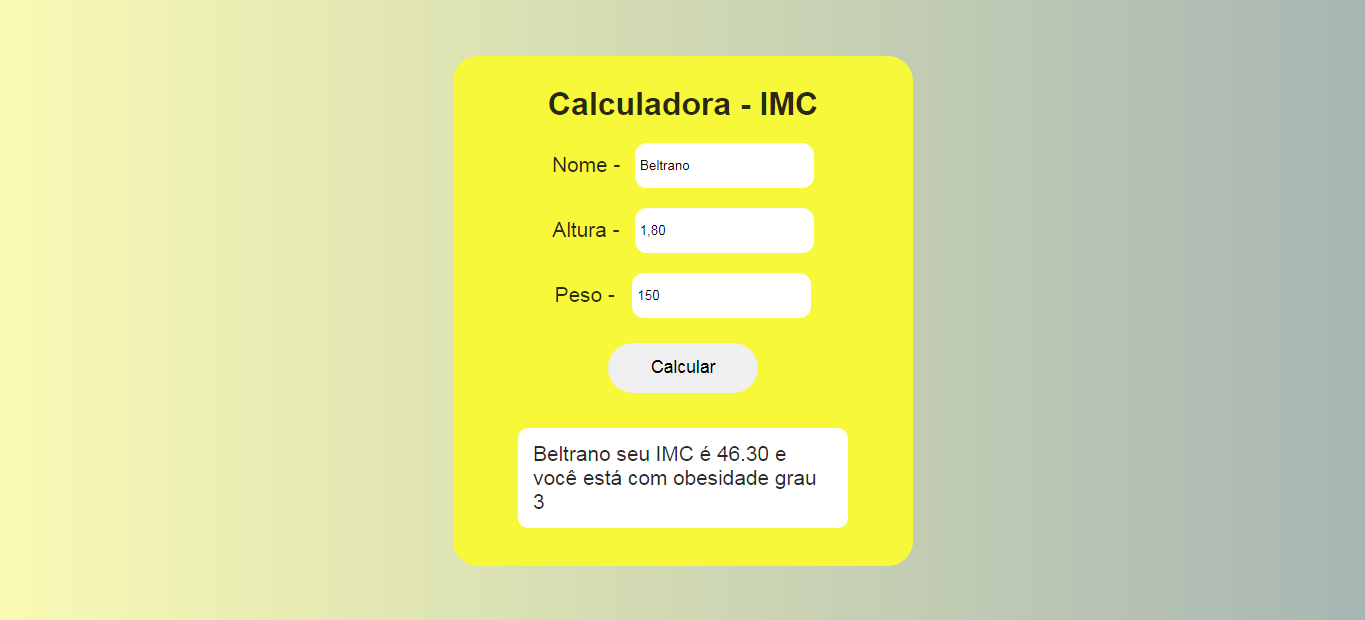 Calculadora - IMC
Nome - Beltrano
Altura - 1,80
Peso - 150
Calcular
Beltrano seu IMC é 46.30 e
você está com obesidade grau
3